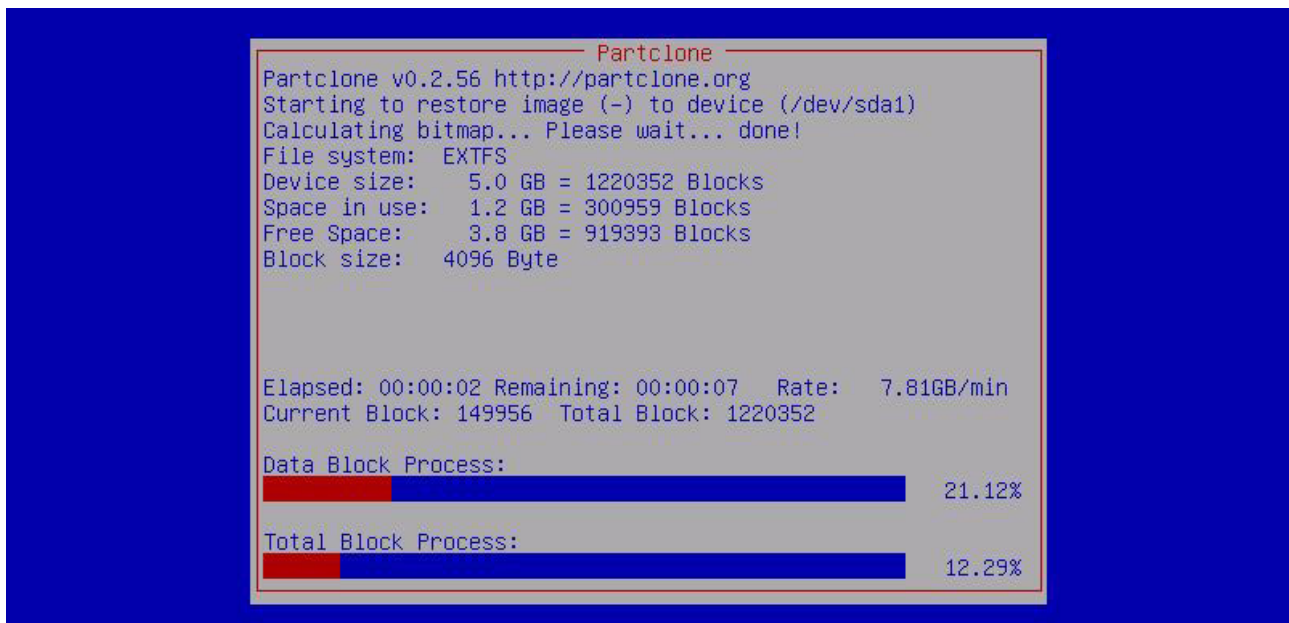 Partclone
Partclone v0.2.56 http://partclone.org
Starting to restore image (-) to device (/dev/sda1)
Calculating bitmap... Please wait... done!
File system:  EXTFS
Device size:    5.0 GB = 1220352 Blocks
Space in use:   1.2 GB = 300959 Blocks
Free Space:     3.8 GB = 919393 Blocks
Block size:   4096 Byte
Elapsed: 00:00:02 Remaining: 00:00:07   Rate:   7.81GB/min
Current Block: 149956  Total Block: 1220352
Data Block Process:
21.12%
Total Block Process:
12.29%